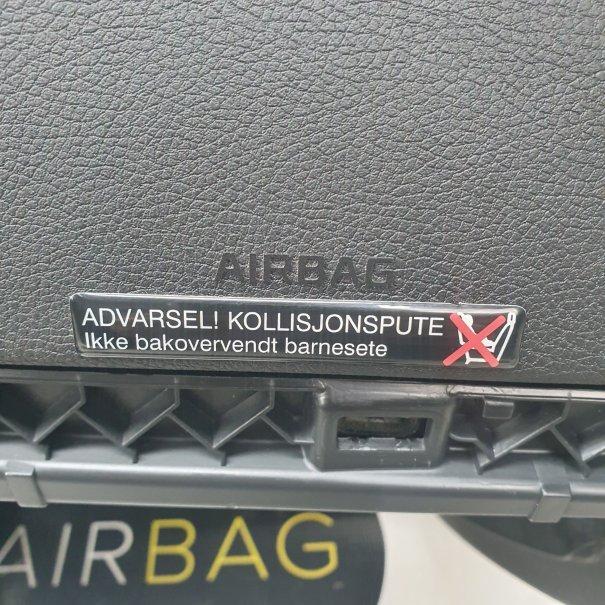 AIRBAG
ADVARSEL! KOLLISJONSPUTE
Ikke bakovervendt barnesete
AIRBAG